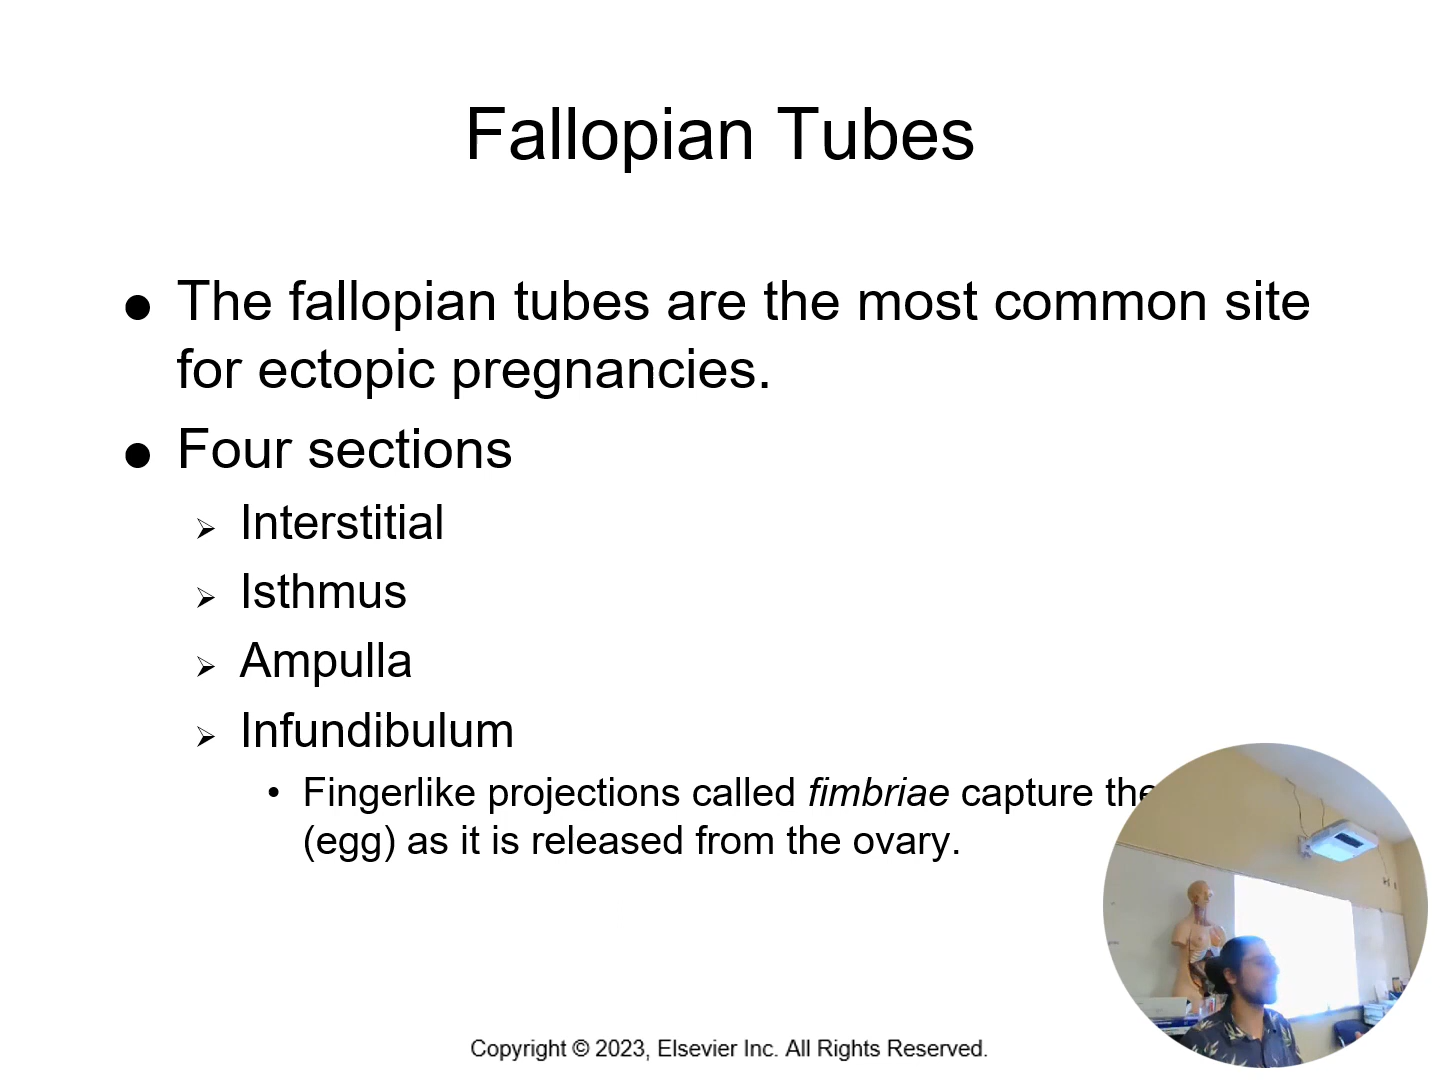 Fallopian Tubes
● The fallopian tubes are the most common site
for ectopic pregnancies.
● Four sections
➢ Interstitial
➢ Isthmus
➢ Ampulla
➢ Infundibulum
• Fingerlike projections called fimbriae capture the
(egg) as it is released from the ovary.
Copyright © 2023, Elsevier Inc. All Rights Reserved.